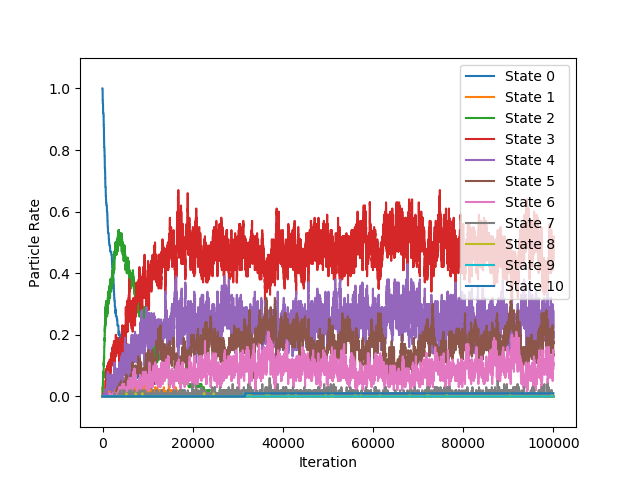 1.0
0.8
0.6
0.4
0.2
0.0
Particle Rate
0
20000
40000
60000
80000
100000
Iteration
State 0
State 1
State 2
State 3
State 4
State 5
State 6
State 7
State 8
State 9
State 10